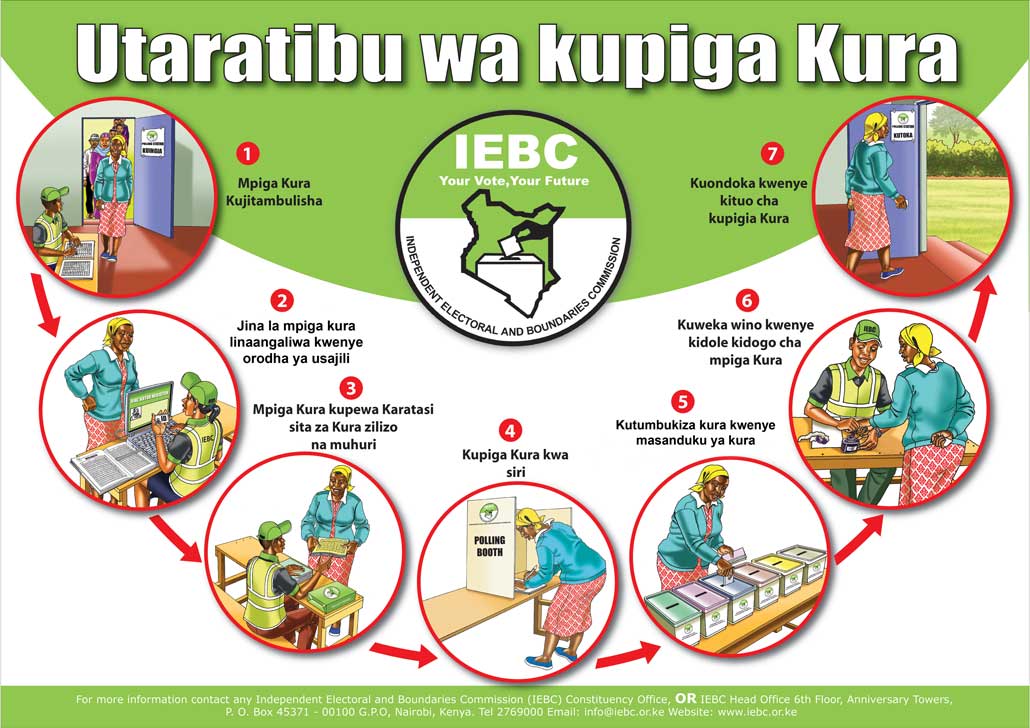 Utaratibu wa kupiga Kura
IEBC
Your Vote,Your Future
INDEPENDENT ELECTORAL AND BOUNDARIES COMMISSION
1
Mpiga Kura
Kujitambulisha
POLLING STATION
KUINGIA
2
Jina la mpiga kura
linaangaliwa kwenye
orodha ya usajili
IEBC
3
Mpiga Kura kupewa Karatasi
sita za Kura zilizo
na muhuri
4
Kupiga Kura kwa
siri
POLLING
BOOTH
5
Kutumbukiza kura kwenye
masanduku ya kura
6
Kuweka wino kwenye
kidole kidogo cha
mpiga Kura
IEBC
7
Kuondoka kwenye
kituo cha
kupigia Kura
POLLING STATION
KUTOKA
For more information contact any Independent Electoral and Boundaries Commission (IEBC) Constituency Office, OR IEBC Head Office 6th Floor, Anniversary Towers,
P. O. Box 45371 - 00100 G.P.O, Nairobi, Kenya. Tel 2769000 Email: info@iebc.or.ke Website: www.iebc.or.ke